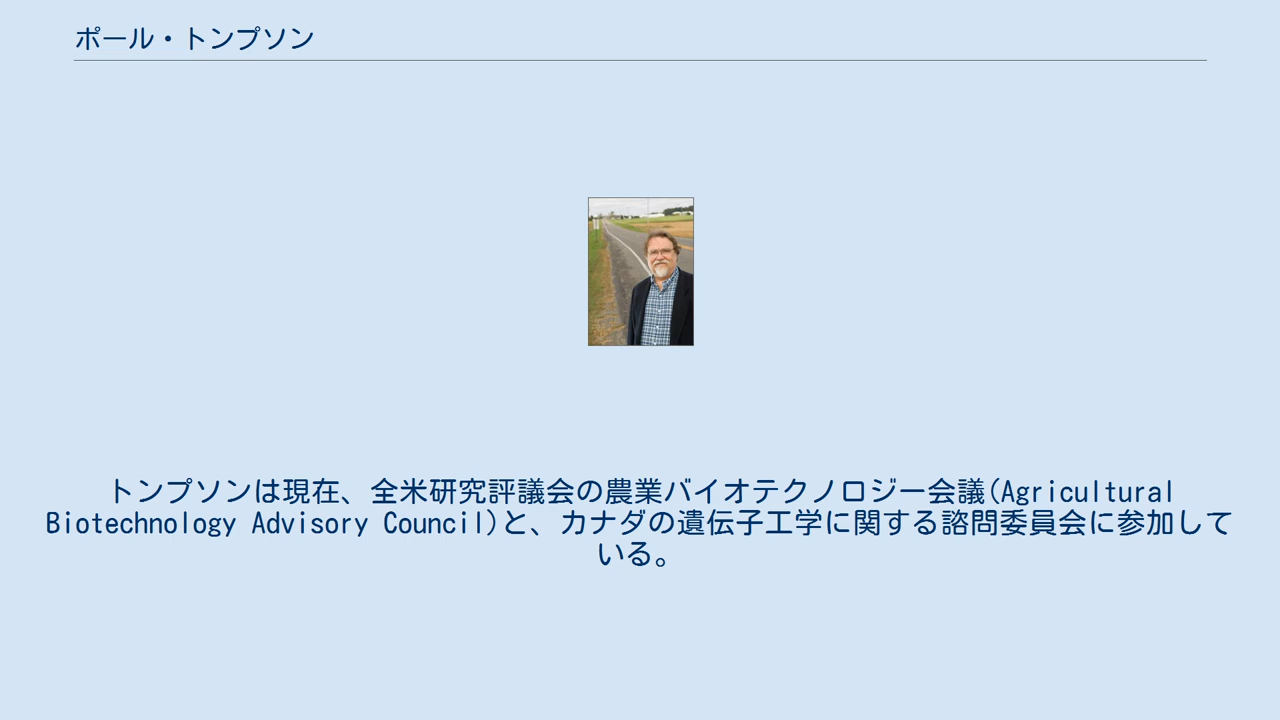 ポール・トンプソン
トンプソンは現在、全米研究評議会の農業バイオテクノロジー会議(Agricultural
Biotechnology Advisory Council)と、カナダの遺伝子工学に関する諮問委員会に参加して
いる。